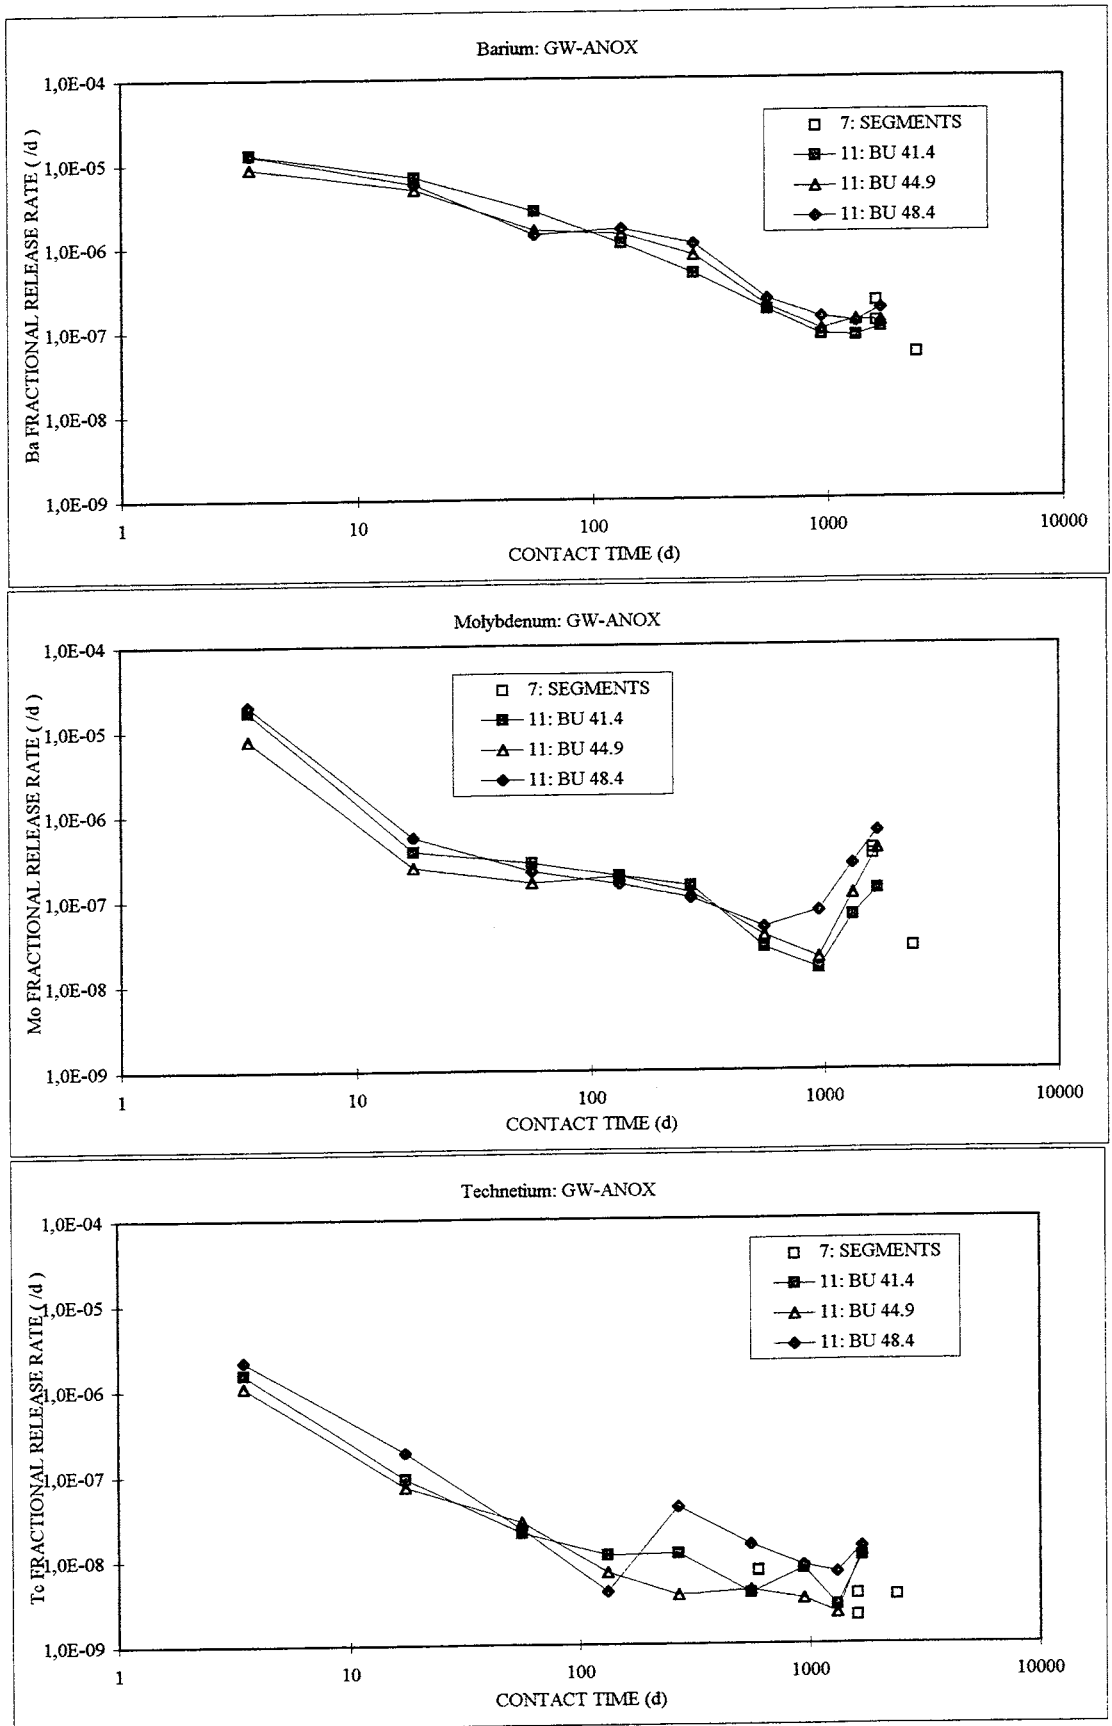 Barium: GW-ANOX
Ba FRACTIONAL RELEASE RATE ( /d )
1,0E-04
1,0E-05
1,0E-06
1,0E-07
1,0E-08
1,0E-09
7: SEGMENTS
11: BU 41.4
11: BU 44.9
11: BU 48.4
1
10
100
1000
10000
CONTACT TIME (d)
Molybdenum: GW-ANOX
Mo FRACTIONAL RELEASE RATE ( /d )
1,0E-04
1,0E-05
1,0E-06
1,0E-07
1,0E-08
1,0E-09
7: SEGMENTS
11: BU 41.4
11: BU 44.9
11: BU 48.4
1
10
100
1000
10000
CONTACT TIME (d)
Technetium: GW-ANOX
Tc FRACTIONAL RELEASE RATE ( /d )
1,0E-04
1,0E-05
1,0E-06
1,0E-07
1,0E-08
1,0E-09
7: SEGMENTS
11: BU 41.4
11: BU 44.9
11: BU 48.4
1
10
100
1000
10000
CONTACT TIME (d)